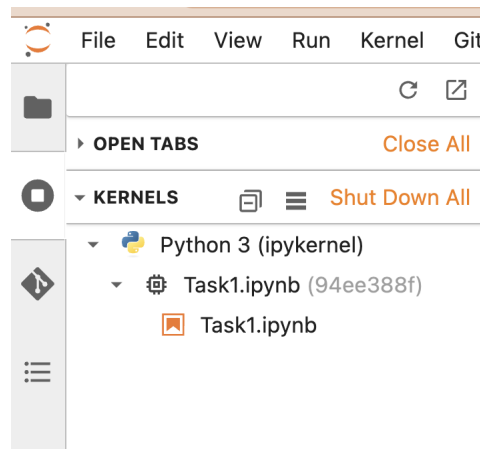 File Edit View Run Kernel Git
OPEN TABS Close All
KERNELS Shut Down All
Python 3 (ipykernel)
Task1.ipynb (94ee388f)
Task1.ipynb